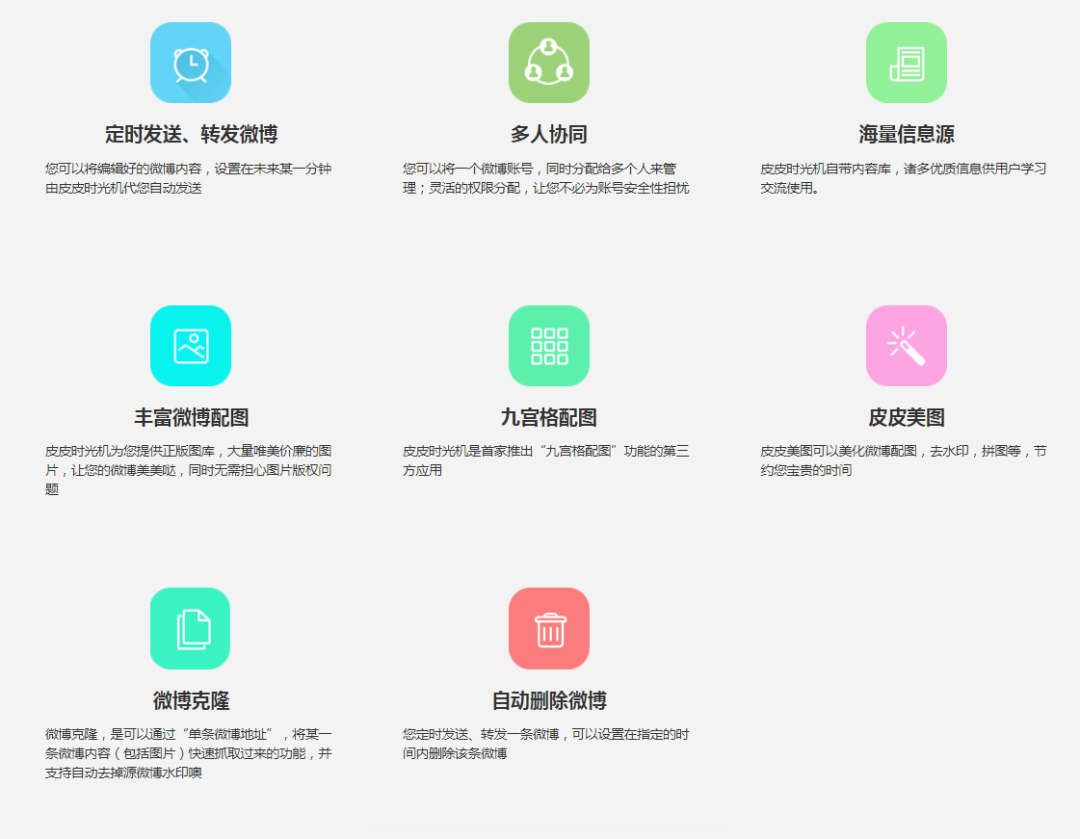 定时发送、转发微博
您可以将编辑好的微博内容，设置在未来某一分钟
由皮皮时光机代您自动发送
多人协同
您可以将一个微博账号，同时分配给多个人来管
理；灵活的权限分配，让您不必为账号安全性担忧
海量信息源
皮皮时光机自带内容库，诸多优质信息供用户学习
交流使用。
丰富微博配图
皮皮时光机为您提供正版图库，大量唯美价廉的图
片，让您的微博美美哒，同时无需担心图片版权问
题
九宫格配图
皮皮时光机是首家推出“九宫格配图”功能的第三
方应用
皮皮美图
皮皮美图可以美化微博配图，去水印，拼图等，节
约您宝贵的时间
微博克隆
微博克隆，是可以通过“单条微博地址”，将某一
条微博内容（包括图片）快速抓取过来的功能，并
支持自动去掉源微博水印噢
自动删除微博
您定时发送、转发一条微博，可以设置在指定的时
间内删除该条微博